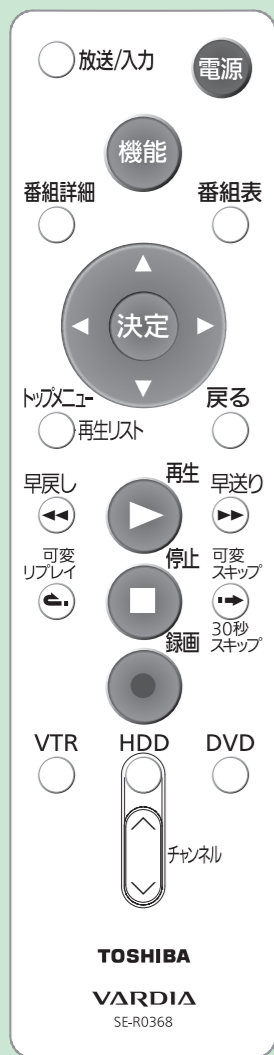 放送/入力
電源
機能
番組詳細
番組表
決定
トップメニュー
戻る
再生リスト
早戻し
再生
早送り
可変
リプレイ
停止
可変
スキップ
録画
30秒
スキップ
VTR
HDD
DVD
チャンネル
TOSHIBA
VARDIA
SE-R0368